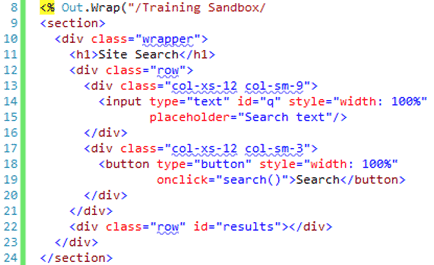 8 <% Out.Wrap("/Training Sandbox/
9 <section>
10 <div class="wrapper">
11 <h1>Site Search</h1>
12 <div class="row">
13 <div class="col-xs-12 col-sm-9">
14 <input type="text" id="q" style="width: 100%"
15 placeholder="Search text"/>
16 </div>
17 <div class="col-xs-12 col-sm-3">
18 <button type="button" style="width: 100%"
19 onclick="search()">Search</button>
20 </div>
21 </div>
22 <div class="row" id="results"></div>
23 </div>
24 </section>